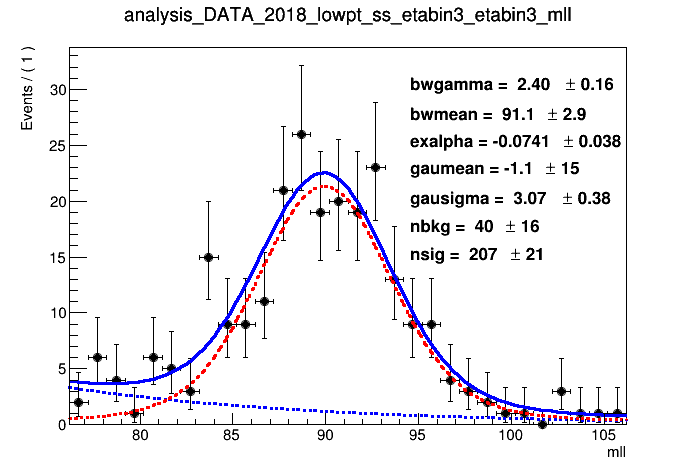 analysis_DATA_2018_lowpt_ss_etabin3_etabin3_mll
Events / ( 1 )
bwgamma = 2.40 ± 0.16
bwmean = 91.1 ± 2.9
exalpha = -0.0741 ± 0.038
gaumean = -1.1 ± 15
gausigma = 3.07 ± 0.38
nbkg = 40 ± 16
nsig = 207 ± 21
30
25
20
15
10
5
0
80 85 90 95 100 105
mll